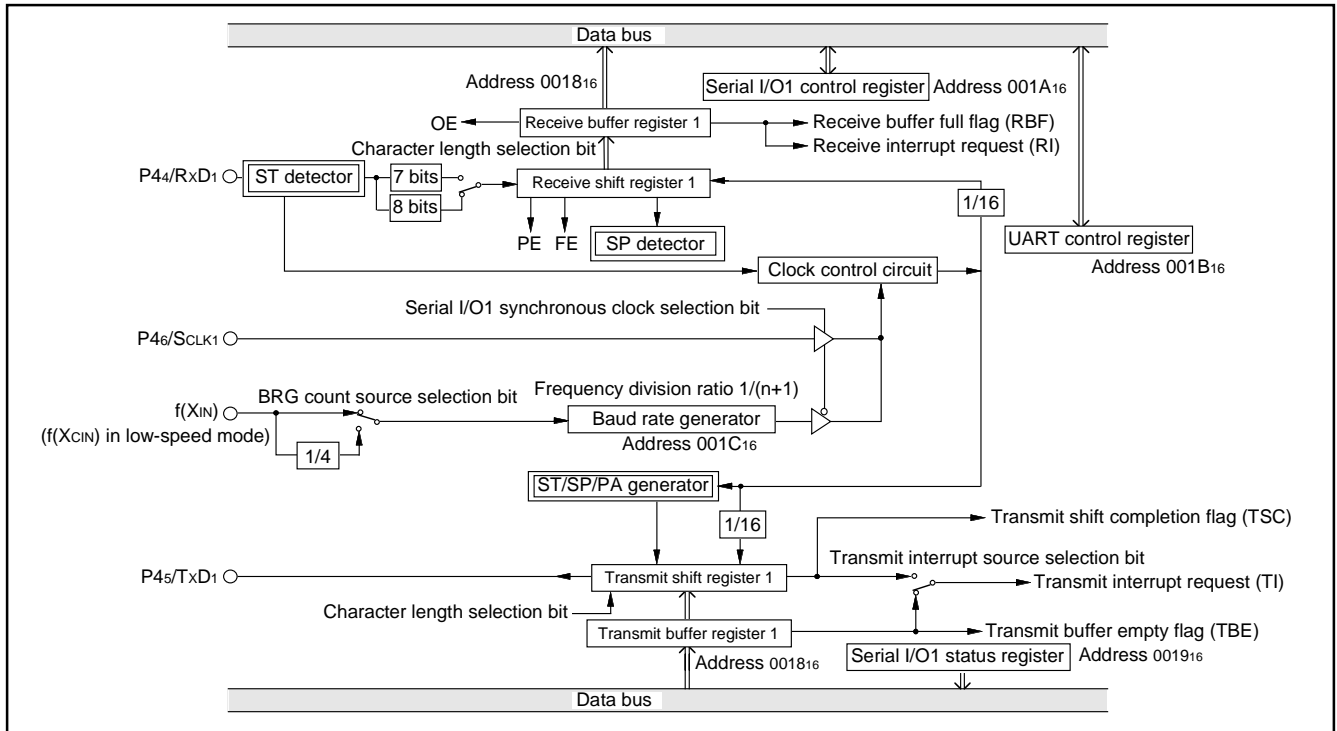 Data bus
Address 0018₁₆
Serial I/O1 control register
Address 001A₁₆
OE
Receive buffer register 1
Receive buffer full flag (RBF)
Receive interrupt request (RI)
Character length selection bit
P4₄/RxD₁
ST detector
7 bits
8 bits
Receive shift register 1
1/16
PE
FE
SP detector
UART control register
Address 001B₁₆
Clock control circuit
Serial I/O1 synchronous clock selection bit
P4₆/SCLK1
BRG count source selection bit
Frequency division ratio 1/(n+1)
f(XIN)
(f(XCIN) in low-speed mode)
1/4
Baud rate generator
Address 001C₁₆
ST/SP/PA generator
1/16
Transmit shift completion flag (TSC)
Transmit interrupt source selection bit
P4₅/TxD₁
Transmit shift register 1
Transmit interrupt request (TI)
Character length selection bit
Transmit buffer register 1
Transmit buffer empty flag (TBE)
Address 0018₁₆
Serial I/O1 status register
Address 0019₁₆
Data bus